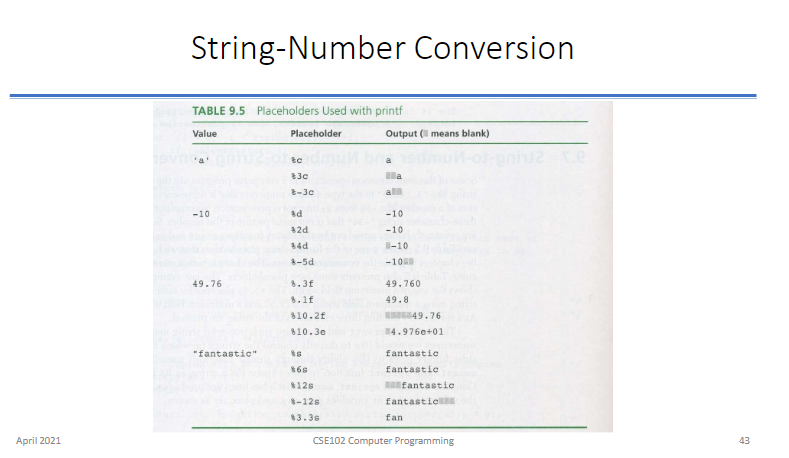 String-Number Conversion
TABLE 9.5 Placeholders Used with printf
Value Placeholder Output (▒ means blank)
'a' %c a
%3c ▒▒a
%-3c a▒▒
-10 %d -10
%2d -10
%4d ▒-10
%-5d -10▒▒
49.76 %.3f 49.760
%.1f 49.8
%10.2f ▒▒▒▒▒49.76
%10.3e ▒4.976e+01
"fantastic" %s fantastic
%6s fantastic
%12s ▒▒▒fantastic
%-12s fantastic▒▒▒
%3.3s fan
April 2021 CSE102 Computer Programming 43